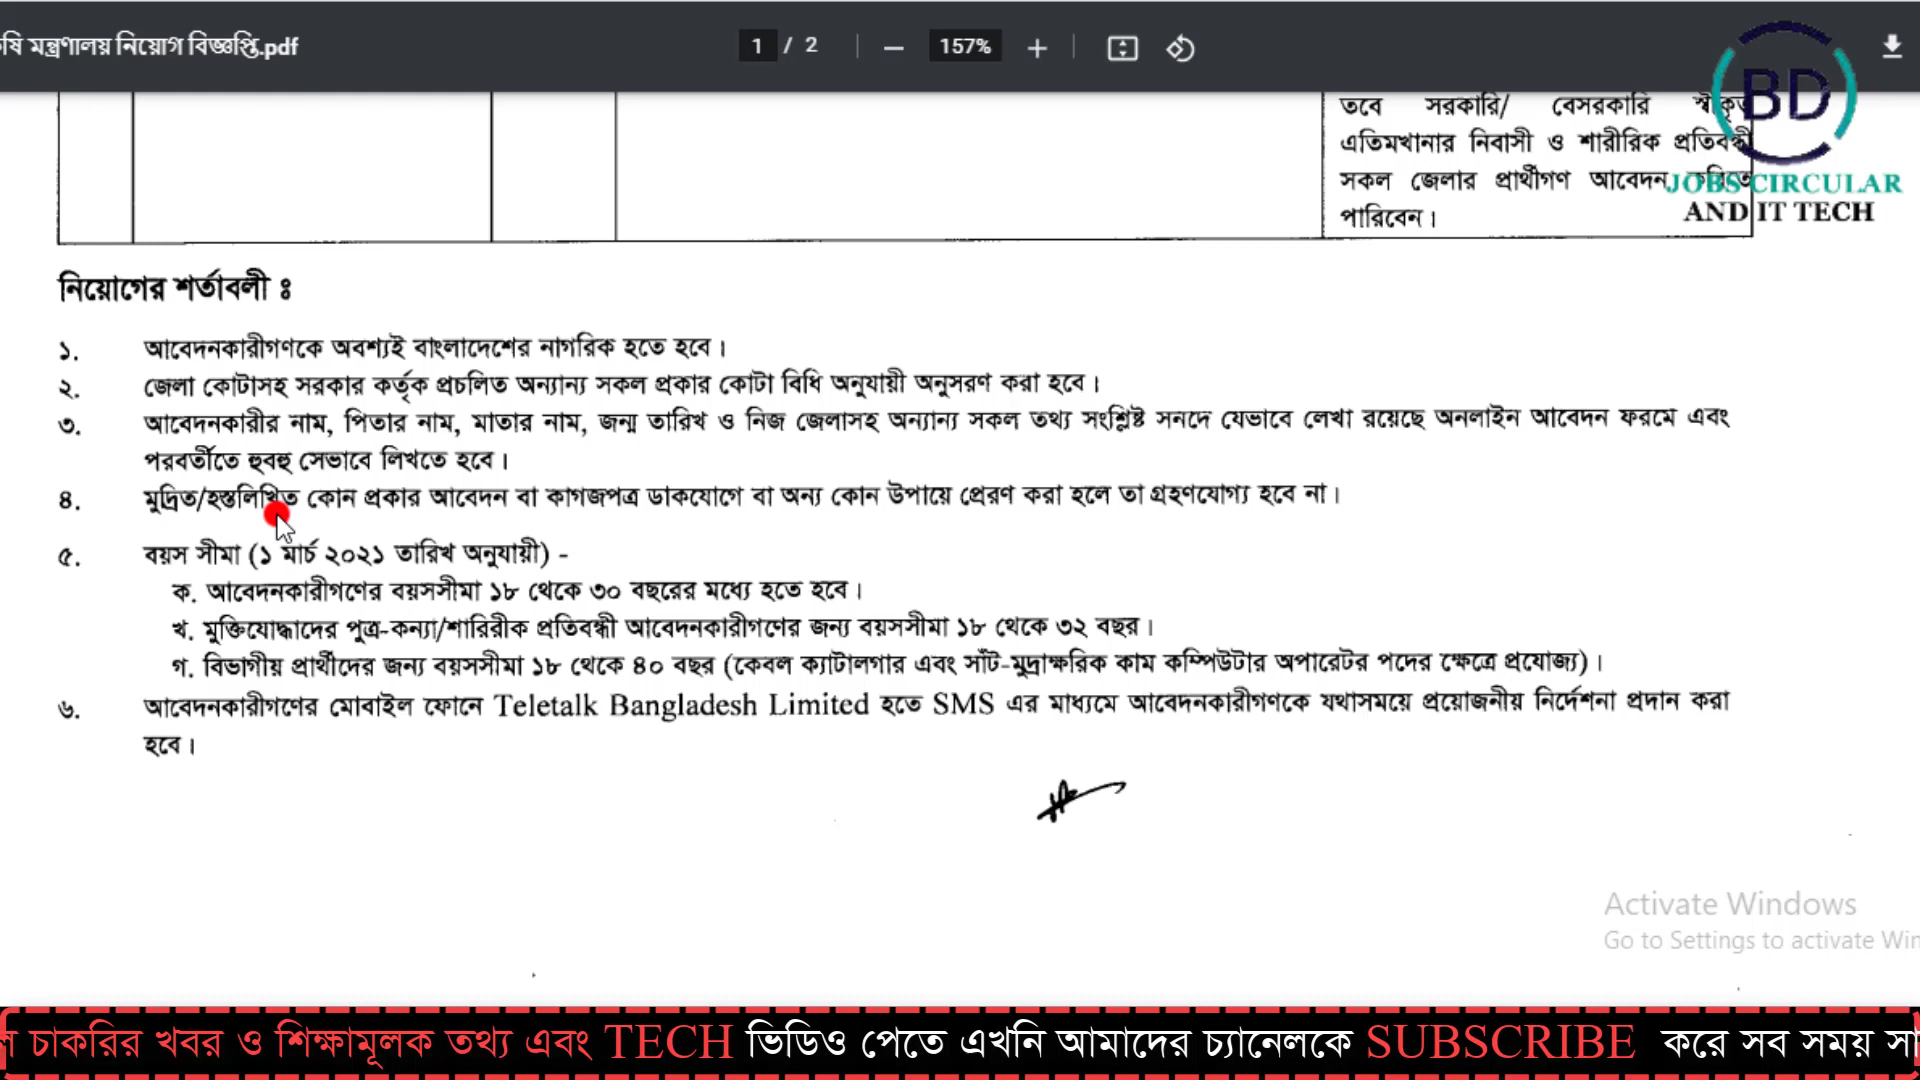 ষি মন্ত্রণালয় নিয়োগ বিজ্ঞপ্তি.pdf
1 / 2
157%
BD
JOBS CIRCULAR
AND IT TECH
তবে সরকারি/ বেসরকারি স্বীকৃত
এতিমখানার নিবাসী ও শারীরিক প্রতিবন্ধী
সকল জেলার প্রার্থীগণ আবেদন করিতে
পারিবেন।
নিয়োগের শর্তাবলী ঃ
১. আবেদনকারীগণকে অবশ্যই বাংলাদেশের নাগরিক হতে হবে।
২. জেলা কোটাসহ সরকার কর্তৃক প্রচলিত অন্যান্য সকল প্রকার কোটা বিধি অনুযায়ী অনুসরণ করা হবে।
৩. আবেদনকারীর নাম, পিতার নাম, মাতার নাম, জন্ম তারিখ ও নিজ জেলাসহ অন্যান্য সকল তথ্য সংশ্লিষ্ট সনদে যেভাবে লেখা রয়েছে অনলাইন আবেদন ফরমে এবং
পরবর্তীতে হুবহু সেভাবে লিখতে হবে।
৪. মুদ্রিত/হস্তলিখিত কোন প্রকার আবেদন বা কাগজপত্র ডাকযোগে বা অন্য কোন উপায়ে প্রেরণ করা হলে তা গ্রহণযোগ্য হবে না।
৫. বয়স সীমা (১ মার্চ ২০২১ তারিখ অনুযায়ী) -
ক. আবেদনকারীগণের বয়সসীমা ১৮ থেকে ৩০ বছরের মধ্যে হতে হবে।
খ. মুক্তিযোদ্ধাদের পুত্র-কন্যা/শারিরীক প্রতিবন্ধী আবেদনকারীগণের জন্য বয়সসীমা ১৮ থেকে ৩২ বছর।
গ. বিভাগীয় প্রার্থীদের জন্য বয়সসীমা ১৮ থেকে ৪০ বছর (কেবল ক্যাটালগার এবং সাঁট-মুদ্রাক্ষরিক কাম কম্পিউটার অপারেটর পদের ক্ষেত্রে প্রযোজ্য)।
৬. আবেদনকারীগণের মোবাইল ফোনে Teletalk Bangladesh Limited হতে SMS এর মাধ্যমে আবেদনকারীগণকে যথাসময়ে প্রয়োজনীয় নির্দেশনা প্রদান করা
হবে।
Activate Windows
Go to Settings to activate Win
ল চাকরির খবর ও শিক্ষামূলক তথ্য এবং TECH ভিডিও পেতে এখনি আমাদের চ্যানেলকে SUBSCRIBE করে সব সময় সা